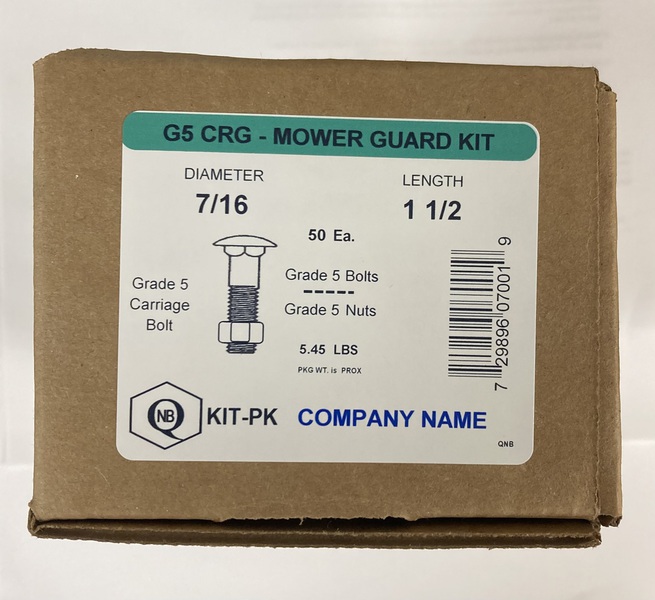 G5 CRG - MOWER GUARD KIT
DIAMETER
7/16
LENGTH
1 1/2
50 Ea.
Grade 5
Carriage
Bolt
Grade 5 Bolts
-----
Grade 5 Nuts
5.45 LBS
PKG WT. is PROX
7 29896 07001 9
QNB
KIT-PK
COMPANY NAME
QNB